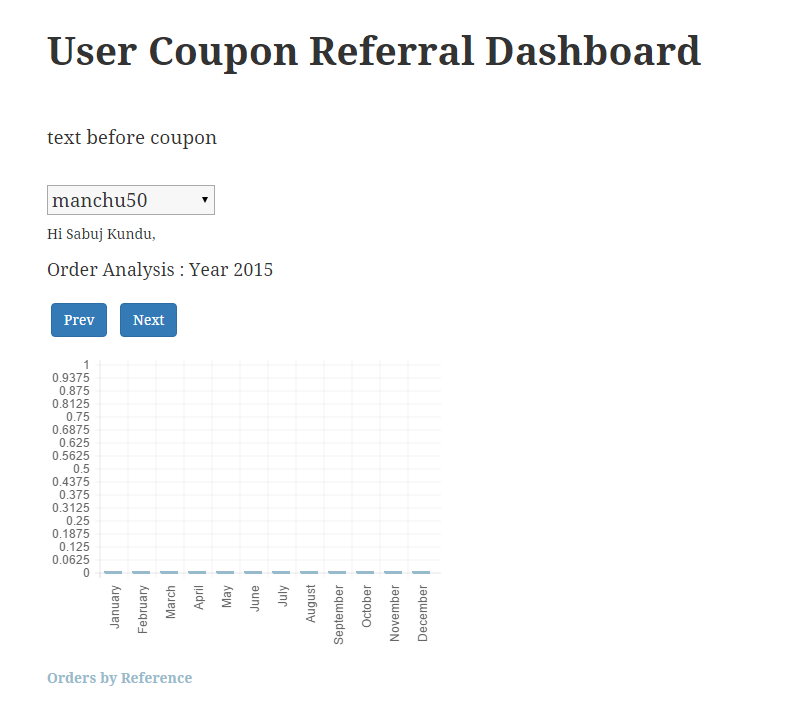 User Coupon Referral Dashboard
text before coupon
manchu50
Hi Sabuj Kundu,
Order Analysis : Year 2015
Prev Next
1
0.9375
0.875
0.8125
0.75
0.6875
0.625
0.5625
0.5
0.4375
0.375
0.3125
0.25
0.1875
0.125
0.0625
0
January
February
March
April
May
June
July
August
September
October
November
December
Orders by Reference